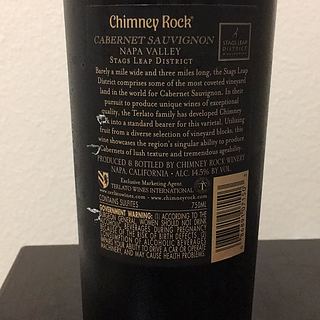 Chimney Rock®
CABERNET SAUVIGNON
NAPA VALLEY
STAGS LEAP DISTRICT
STAGS LEAP
DISTRICT
Barely a mile wide and three miles long, the Stags Leap
District comprises some of the most coveted vineyard
land in the world for Cabernet Sauvignon. In their
pursuit to produce unique wines of exceptional
quality, the Terlato family has developed Chimney
into a standard bearer for this varietal. Utilizing
fruit from a diverse selection of vineyard blocks, this
wine showcases the region's singular ability to produce
Cabernets of lush texture and tremendous ageability.
PRODUCED & BOTTLED BY CHIMNEY ROCK WINERY
NAPA, CALIFORNIA • ALC. 14.5% BY VOL.
Exclusive Marketing Agent
TERLATO WINES INTERNATIONAL
www.terlatowines.com • www.chimneyrock.com
CONTAINS SULFITES 750ML
GOVERNMENT WARNING: (1) ACCORDING TO THE
SURGEON GENERAL, WOMEN SHOULD NOT DRINK
ALCOHOLIC BEVERAGES DURING PREGNANCY
BECAUSE OF THE RISK OF BIRTH DEFECTS. (2)
CONSUMPTION OF ALCOHOLIC BEVERAGES
IMPAIRS YOUR ABILITY TO DRIVE A CAR OR OPERATE
MACHINERY, AND MAY CAUSE HEALTH PROBLEMS.